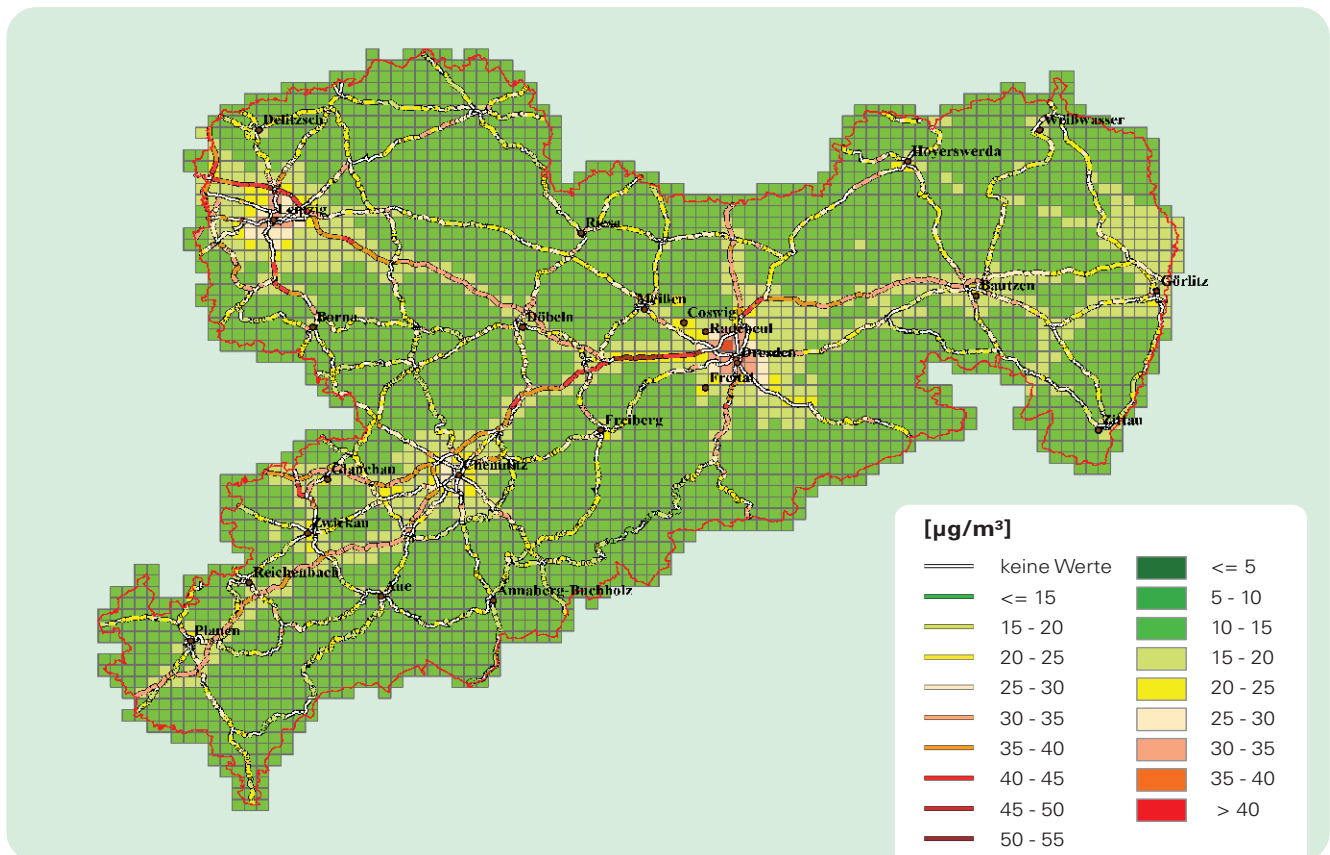 Delitzsch
Weißwasser
Hoyerswerda
Leipzig
Riesa
Görlitz
Bautzen
Meißen
Coswig
Radebeul
Borna
Döbeln
Dresden
Freital
Freiberg
Zittau
Chemnitz
Glauchau
Zwickau
Reichenbach
Aue
Annaberg-Buchholz
Plauen
[µg/m³]
keine Werte
<= 15
15 - 20
20 - 25
25 - 30
30 - 35
35 - 40
40 - 45
45 - 50
50 - 55
<= 5
5 - 10
10 - 15
15 - 20
20 - 25
25 - 30
30 - 35
35 - 40
> 40